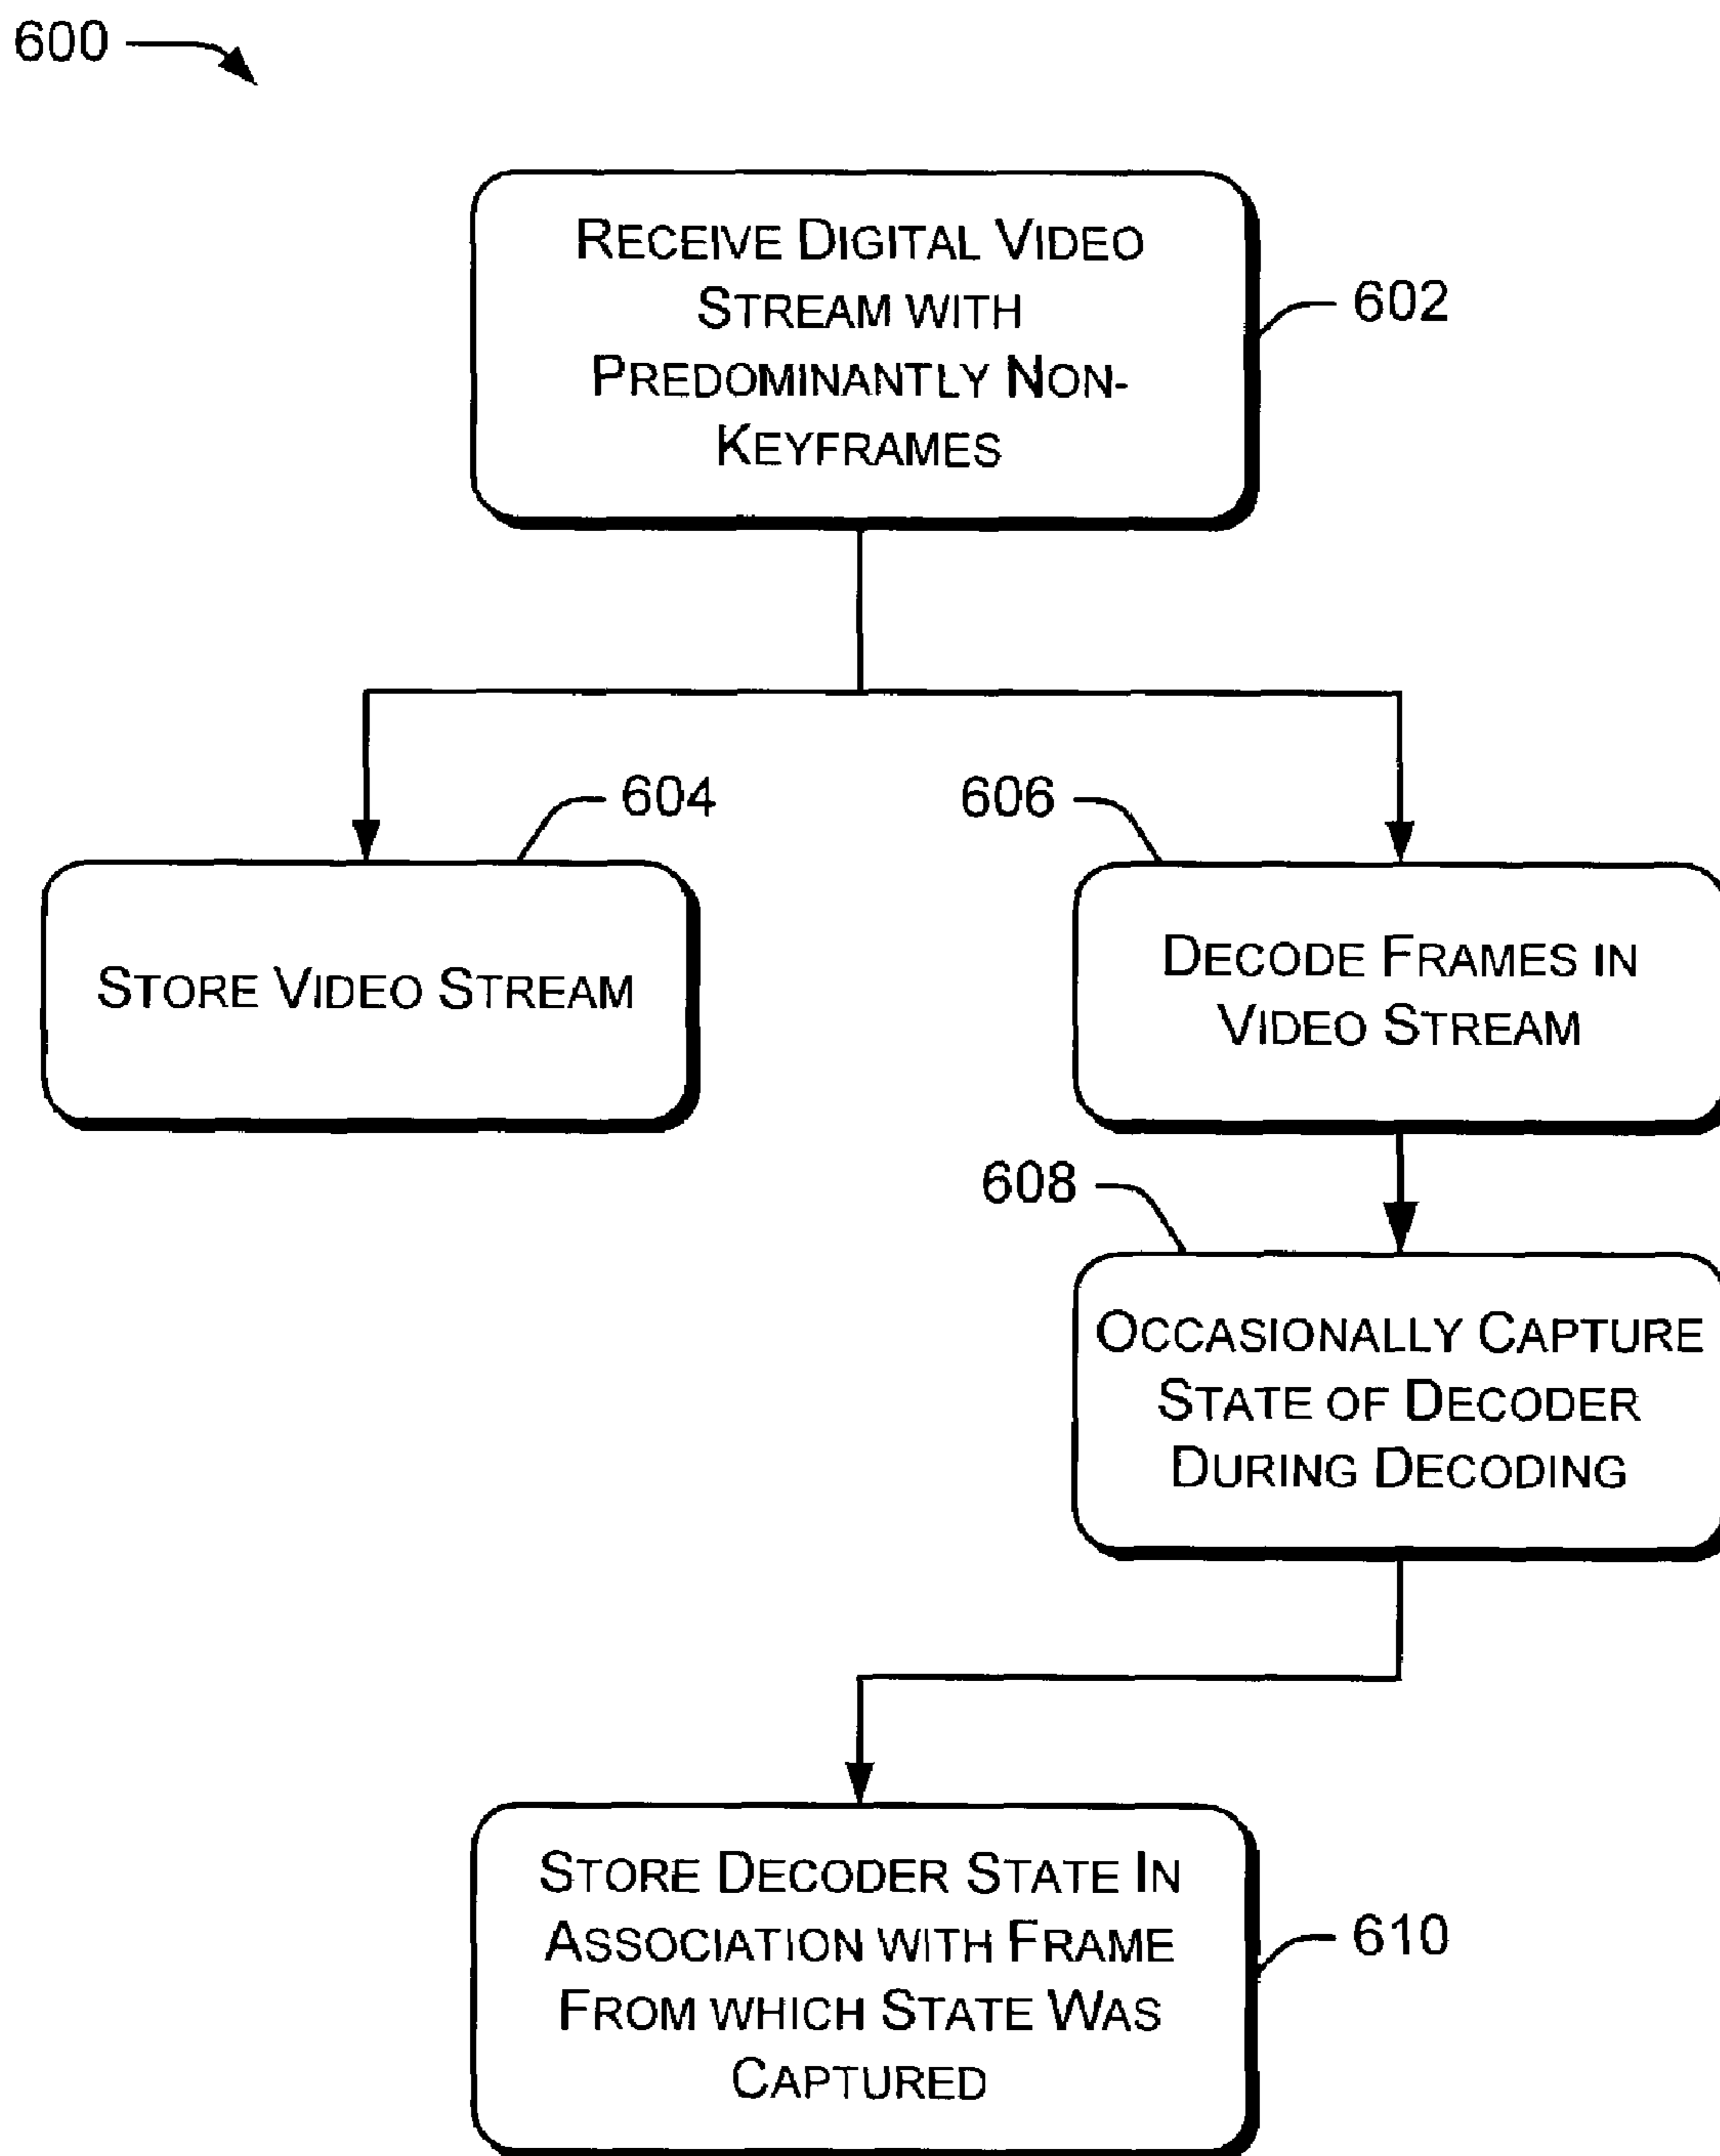 600
RECEIVE DIGITAL VIDEO
STREAM WITH
PREDOMINANTLY NON-
KEYFRAMES
602
604
STORE VIDEO STREAM
606
DECODE FRAMES IN
VIDEO STREAM
608
OCCASIONALLY CAPTURE
STATE OF DECODER
DURING DECODING
STORE DECODER STATE IN
ASSOCIATION WITH FRAME
FROM WHICH STATE WAS
CAPTURED
610